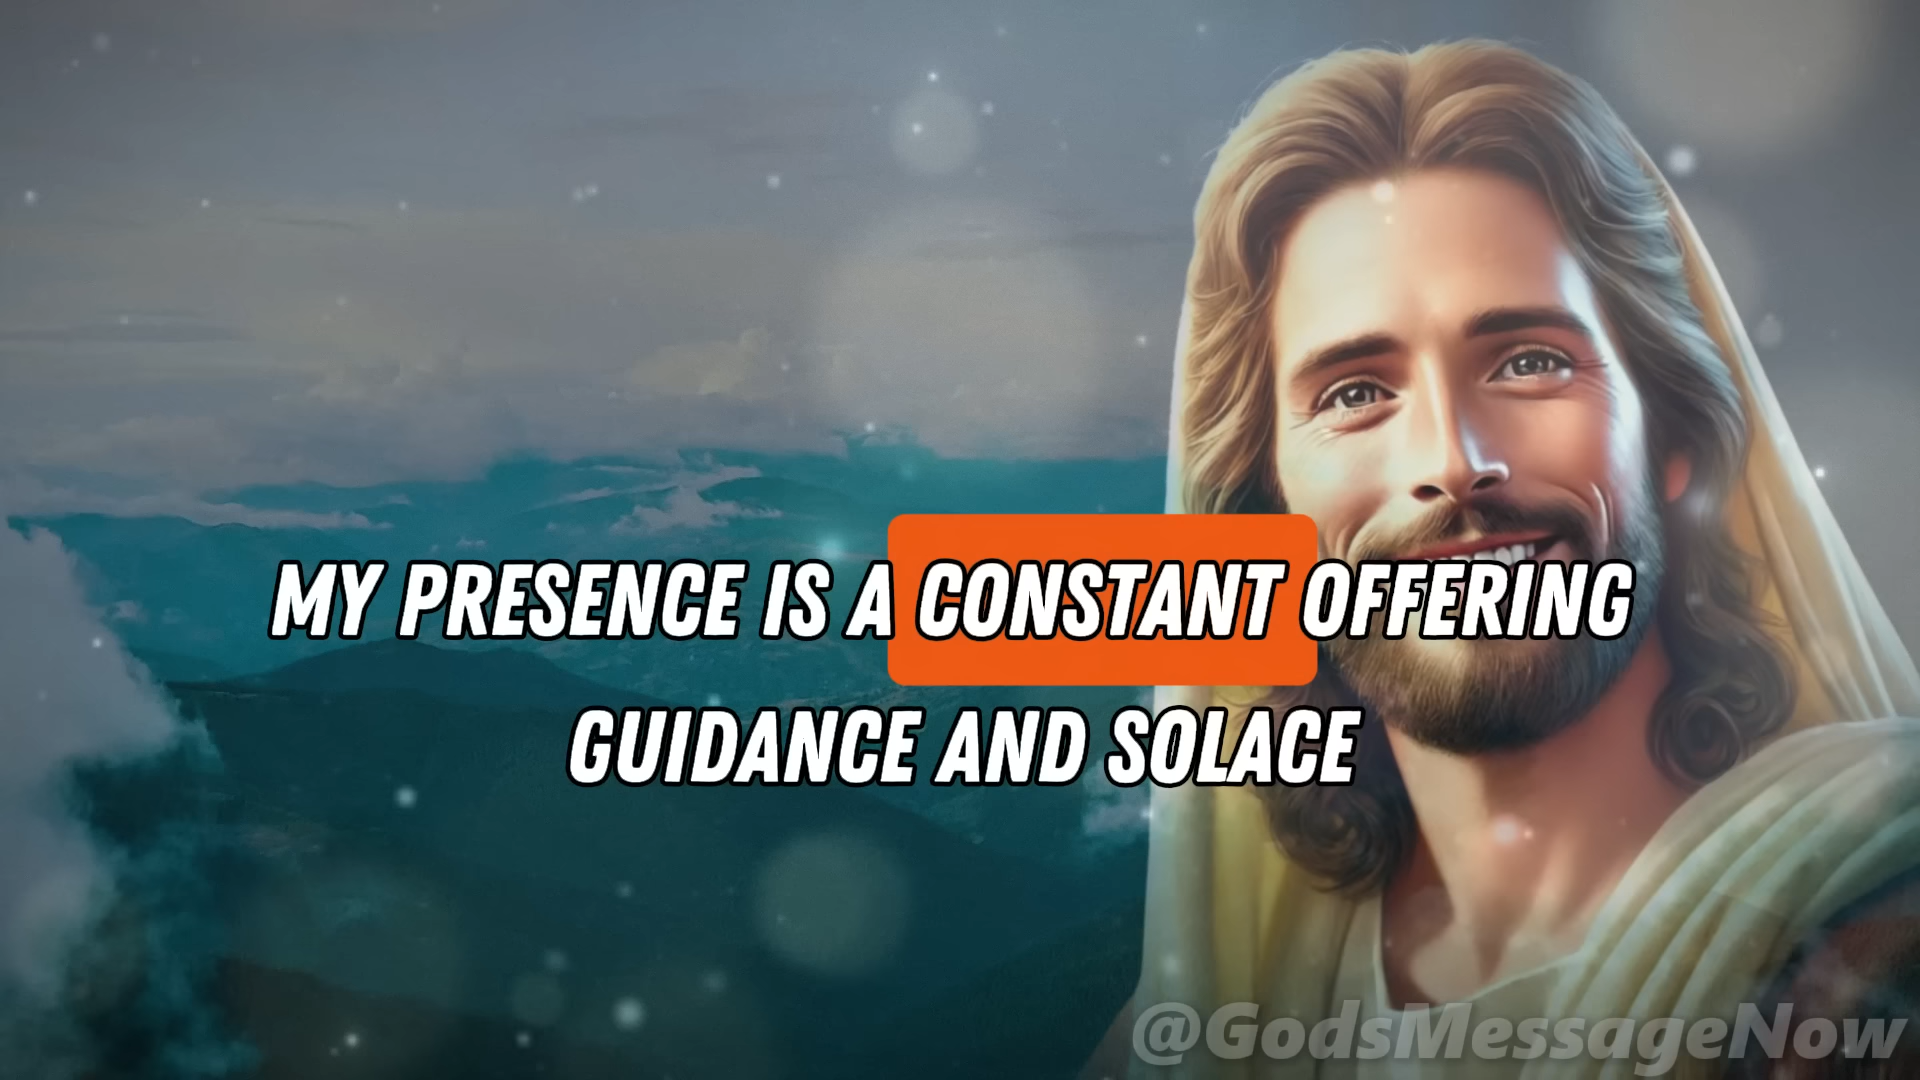 MY PRESENCE IS A CONSTANT OFFERING
GUIDANCE AND SOLACE
@GodsMessageNow